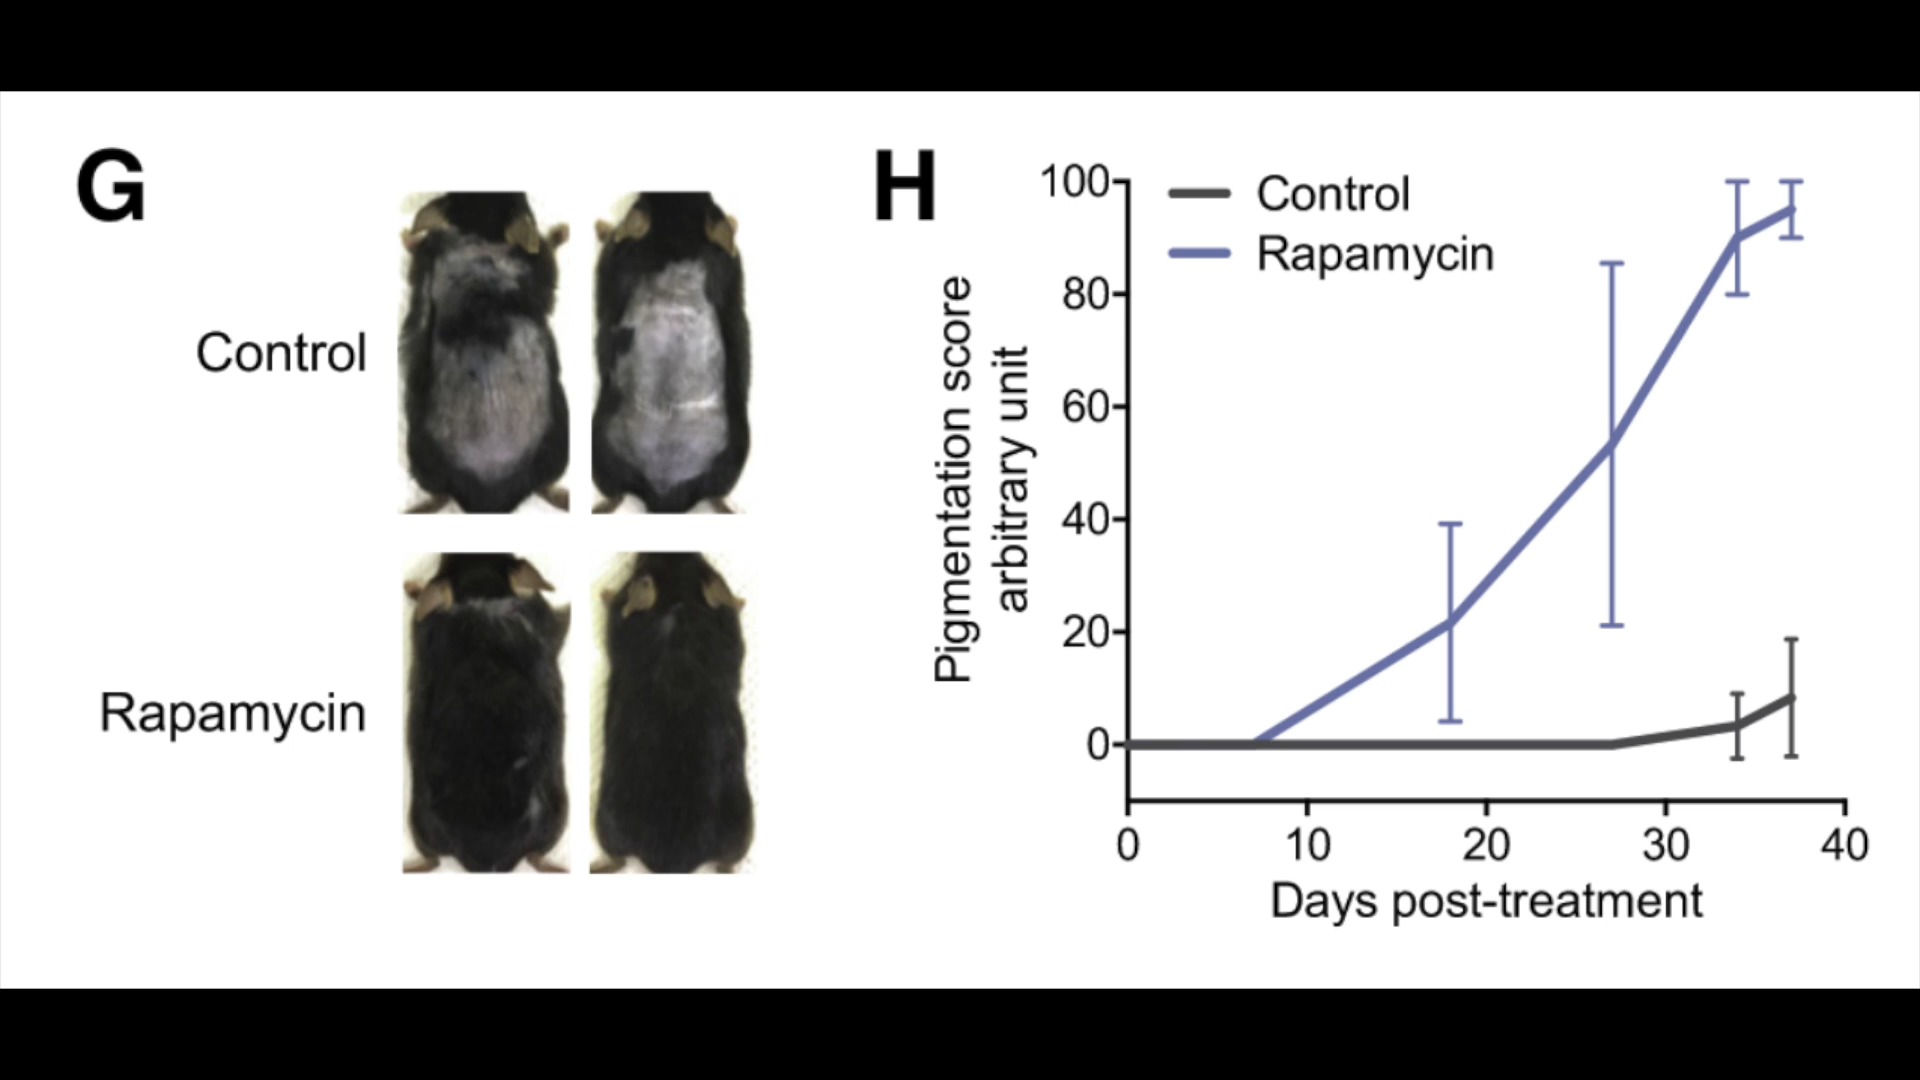 G
Control
Rapamycin
H
Control
Rapamycin
Pigmentation score
arbitrary unit
100
80
60
40
20
0
0 10 20 30 40
Days post-treatment